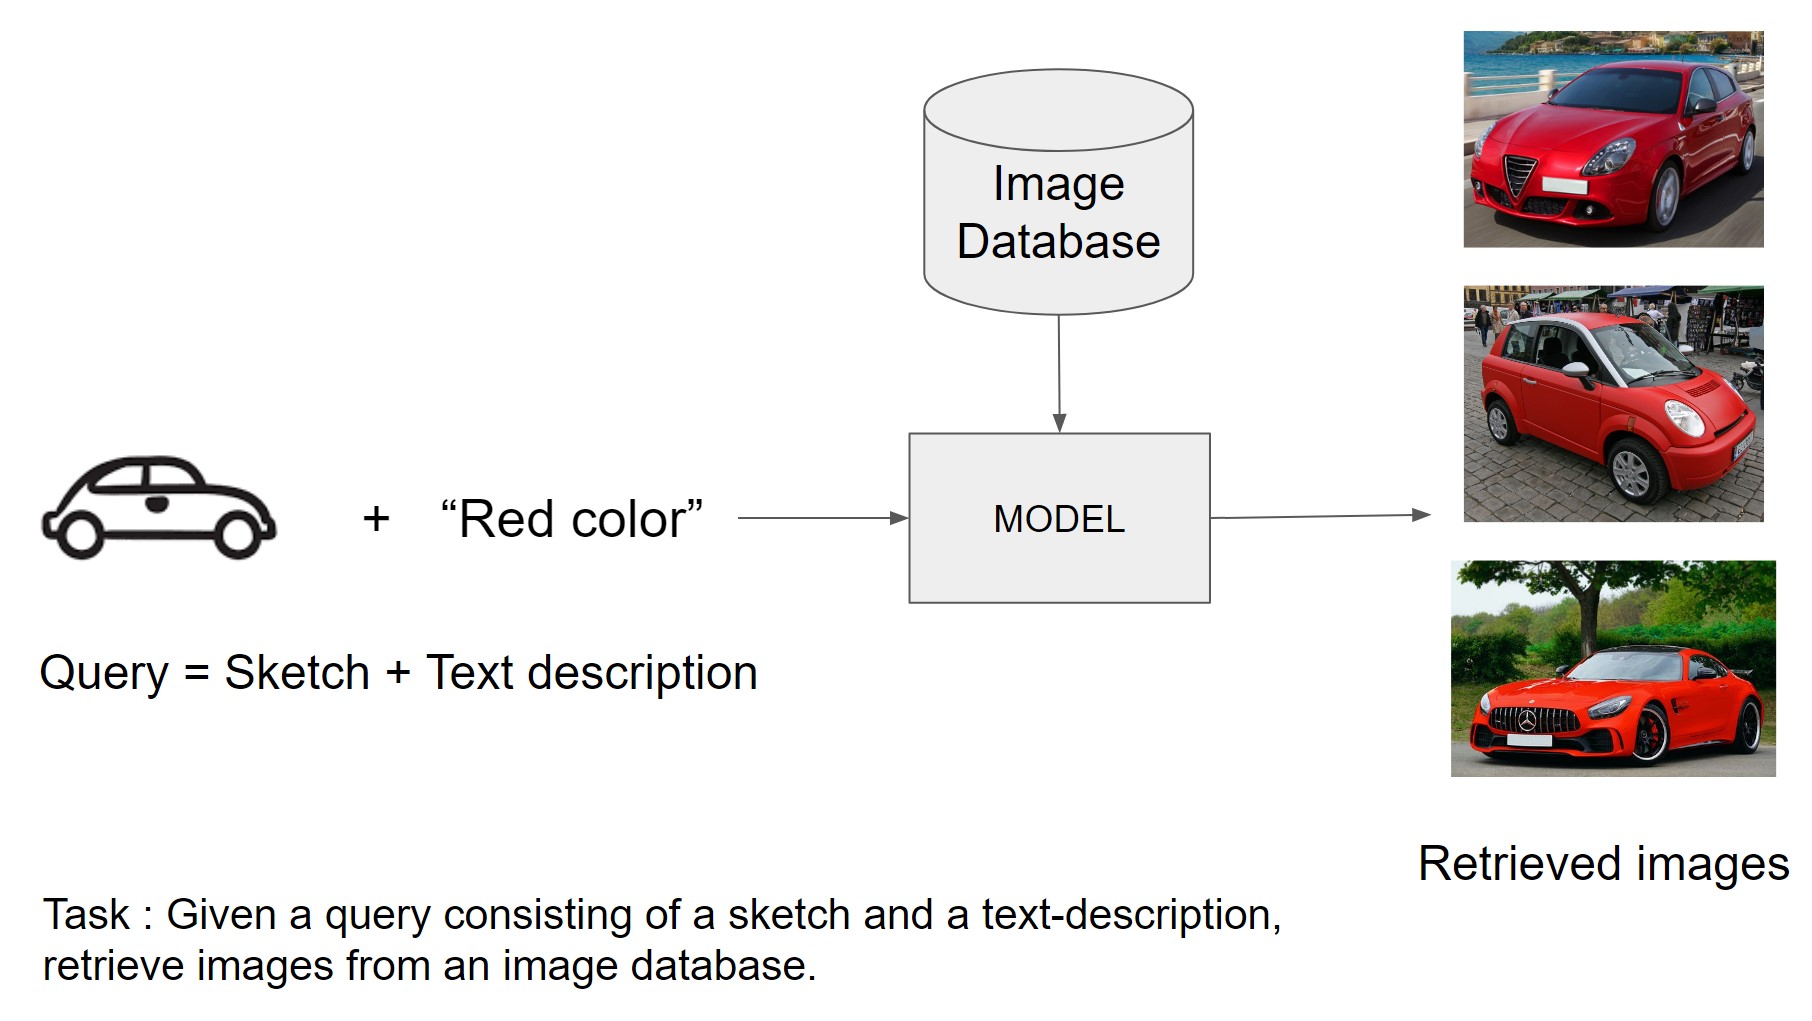 Image
Database
+ “Red color”
MODEL
Query = Sketch + Text description
Retrieved images
Task : Given a query consisting of a sketch and a text-description,
retrieve images from an image database.